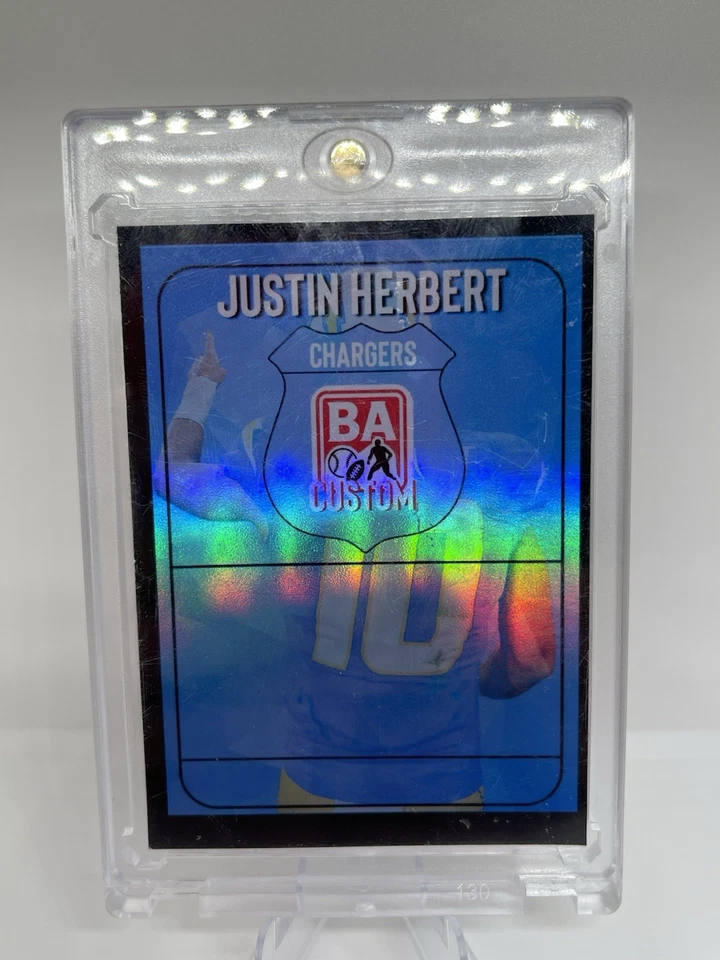 JUSTIN HERBERT
CHARGERS
BA
CUSTOM
10
130